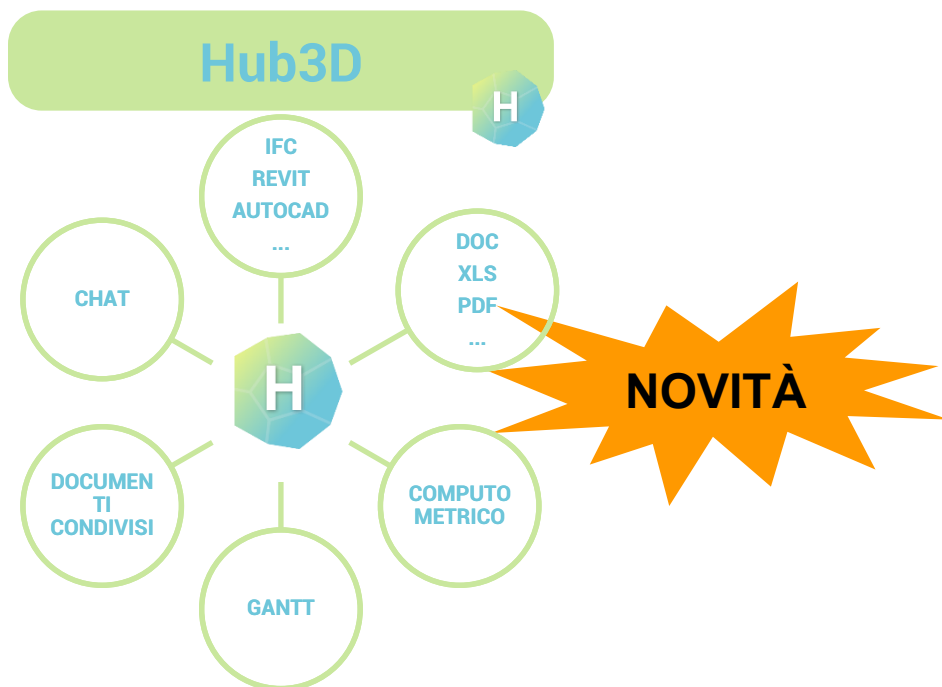 Hub3D
H
IFC
REVIT
AUTOCAD
...
DOC
XLS
PDF
...
CHAT
H
NOVITÀ
DOCUMEN
TI
CONDIVISI
COMPUTO
METRICO
GANTT